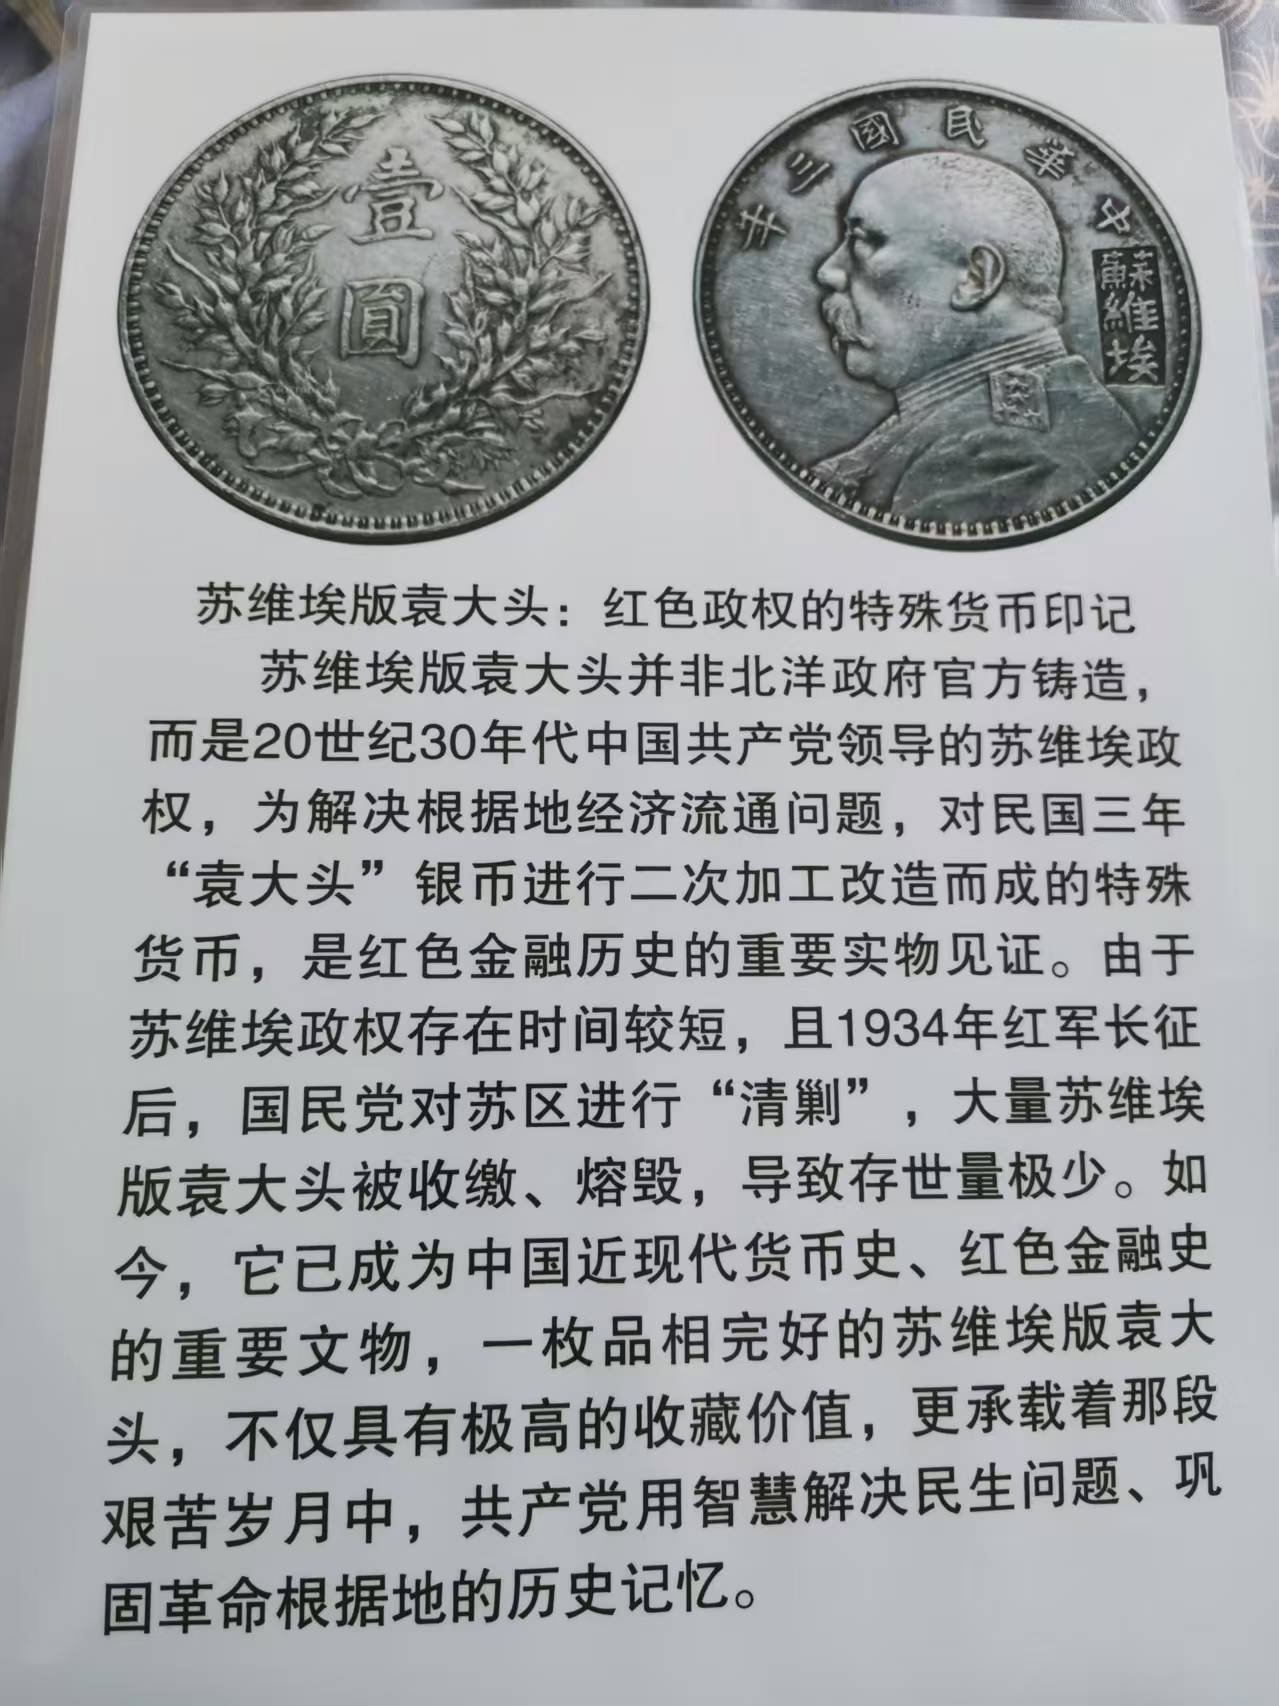 壹
圓
中華民國三年
蘇維埃
苏维埃版袁大头：红色政权的特殊货币印记
苏维埃版袁大头并非北洋政府官方铸造，
而是20世纪30年代中国共产党领导的苏维埃政
权，为解决根据地经济流通问题，对民国三年
“袁大头”银币进行二次加工改造而成的特殊
货币，是红色金融历史的重要实物见证。由于
苏维埃政权存在时间较短，且1934年红军长征
后，国民党对苏区进行“清剿”，大量苏维埃
版袁大头被收缴、熔毁，导致存世量极少。如
今，它已成为中国近现代货币史、红色金融史
的重要文物，一枚品相完好的苏维埃版袁大
头，不仅具有极高的收藏价值，更承载着那段
艰苦岁月中，共产党用智慧解决民生问题、巩
固革命根据地的历史记忆。